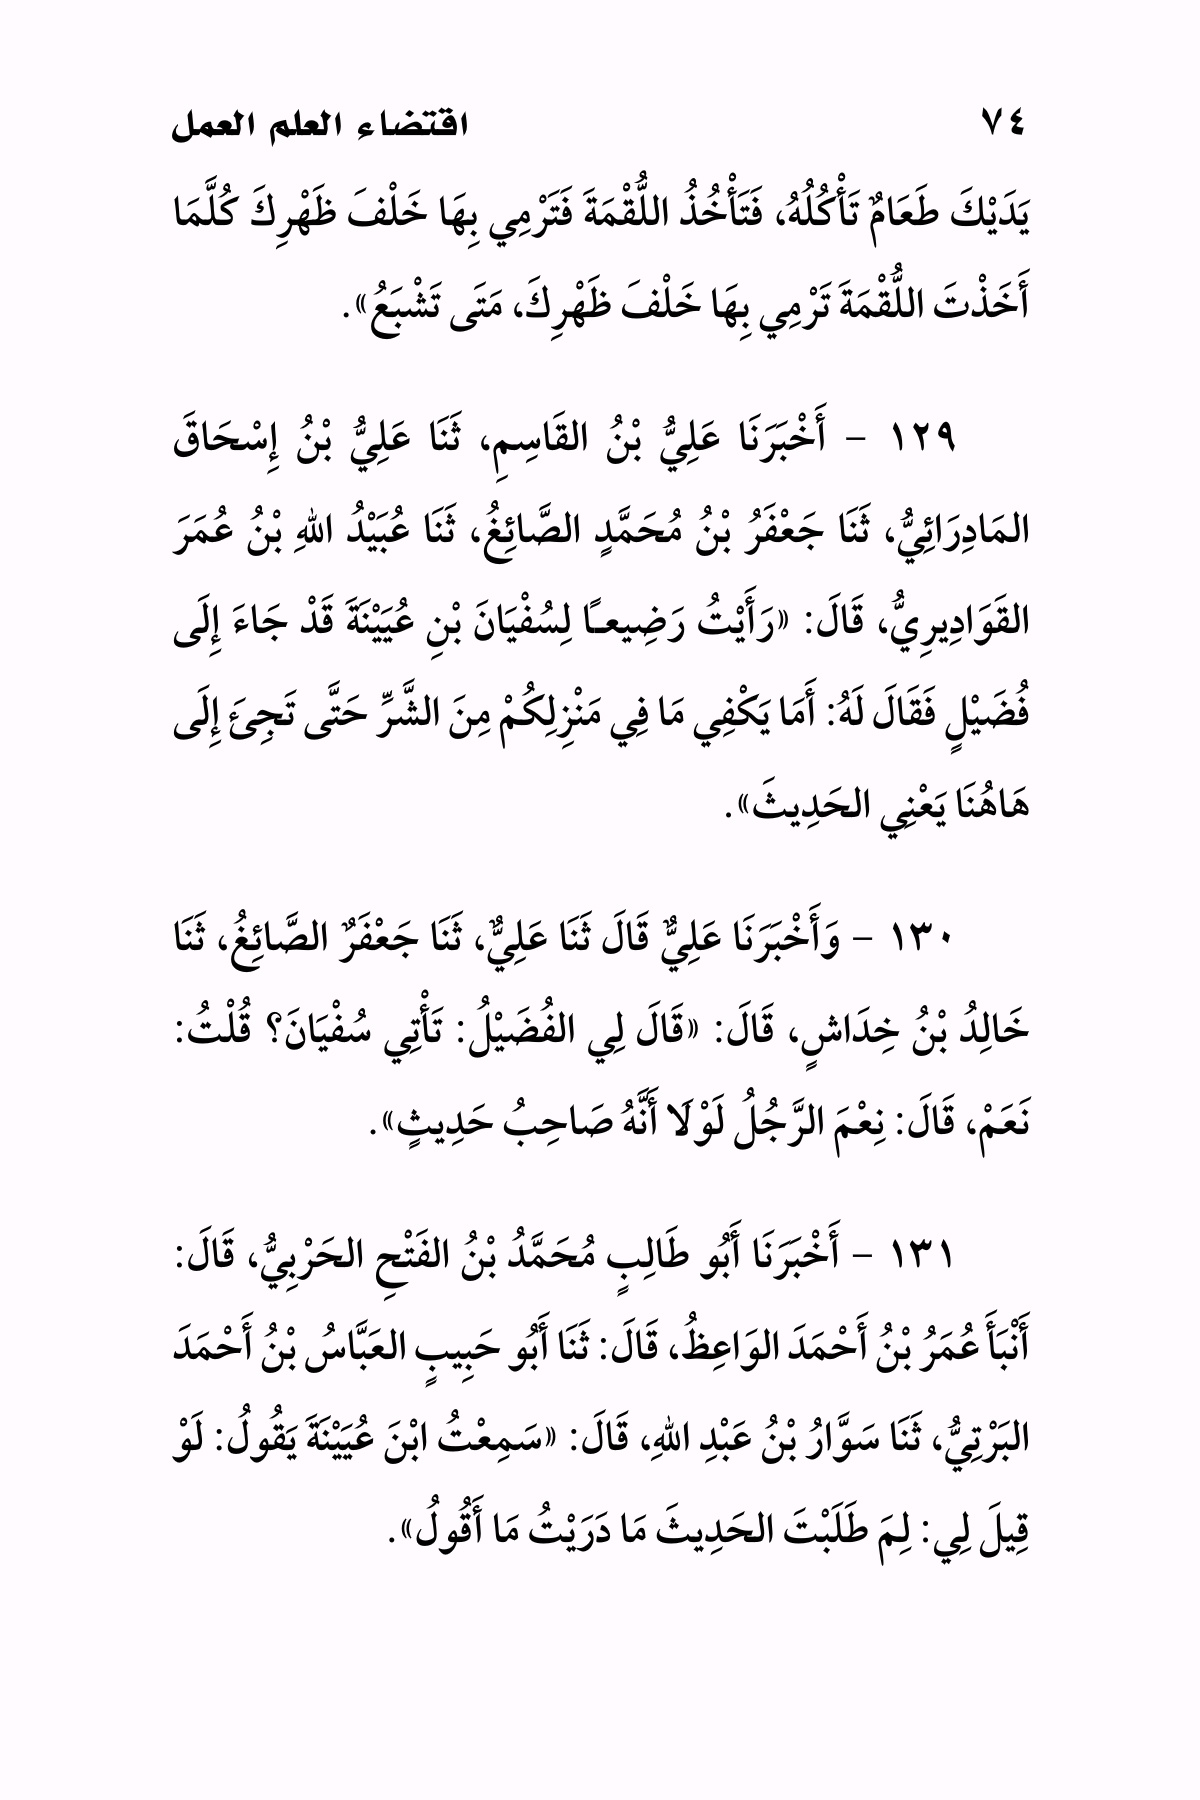 ٧٤ اقتضاء العلم العمل
يَدَيْكَ طَعَامٌ تَأْكُلُهُ، فَتَأْخُذُ اللُّقْمَةَ فَتَرْمِي بِهَا خَلْفَ ظَهْرِكَ كُلَّمَا
أَخَذْتَ اللُّقْمَةَ تَرْمِي بِهَا خَلْفَ ظَهْرِكَ، مَتَى تَشْبَعُ».
١٢٩ – أَخْبَرَنَا عَلِيُّ بْنُ القَاسِمِ، ثَنَا عَلِيُّ بْنُ إِسْحَاقَ
المَادِرَائِيُّ، ثَنَا جَعْفَرُ بْنُ مُحَمَّدٍ الصَّائِغُ، ثَنَا عُبَيْدُ اللهِ بْنُ عُمَرَ
القَوَادِيرِيُّ، قَالَ: «رَأَيْتُ رَضِيعًا لِسُفْيَانَ بْنِ عُيَيْنَةَ قَدْ جَاءَ إِلَى
فُضَيْلٍ فَقَالَ لَهُ: أَمَا يَكْفِي مَا فِي مَنْزِلِكُمْ مِنَ الشَّرِّ حَتَّى تَجِئَ إِلَى
هَاهُنَا يَعْنِي الحَدِيثَ».
١٣٠ – وَأَخْبَرَنَا عَلِيٌّ قَالَ ثَنَا عَلِيٌّ، ثَنَا جَعْفَرٌ الصَّائِغُ، ثَنَا
خَالِدُ بْنُ خِدَاشٍ، قَالَ: «قَالَ لِي الفُضَيْلُ: تَأْتِي سُفْيَانَ؟ قُلْتُ:
نَعَمْ، قَالَ: نِعْمَ الرَّجُلُ لَوْلَا أَنَّهُ صَاحِبُ حَدِيثٍ».
١٣١ – أَخْبَرَنَا أَبُو طَالِبٍ مُحَمَّدُ بْنُ الفَتْحِ الحَرْبِيُّ، قَالَ:
أَنْبَأَ عُمَرُ بْنُ أَحْمَدَ الوَاعِظُ، قَالَ: ثَنَا أَبُو حَبِيبٍ العَبَّاسُ بْنُ أَحْمَدَ
البَرْتِيُّ، ثَنَا سَوَّارُ بْنُ عَبْدِ اللهِ، قَالَ: «سَمِعْتُ ابْنَ عُيَيْنَةَ يَقُولُ: لَوْ
قِيلَ لِي: لِمَ طَلَبْتَ الحَدِيثَ مَا دَرَيْتُ مَا أَقُولُ».